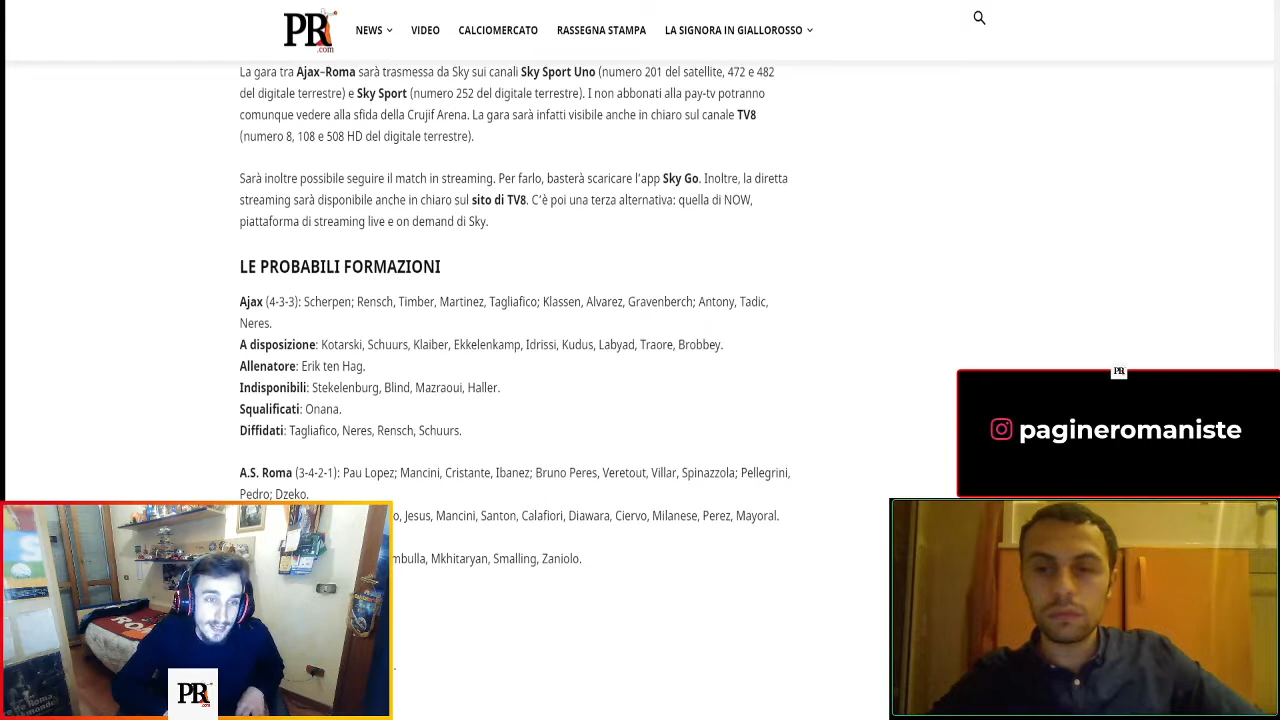 PR
.com
NEWS
VIDEO
CALCIOMERCATO
RASSEGNA STAMPA
LA SIGNORA IN GIALLOROSSO
La gara tra Ajax–Roma sarà trasmessa da Sky sui canali Sky Sport Uno (numero 201 del satellite, 472 e 482
del digitale terrestre) e Sky Sport (numero 252 del digitale terrestre). I non abbonati alla pay-tv potranno
comunque vedere alla sfida della Crujif Arena. La gara sarà infatti visibile anche in chiaro sul canale TV8
(numero 8, 108 e 508 HD del digitale terrestre).
Sarà inoltre possibile seguire il match in streaming. Per farlo, basterà scaricare l'app Sky Go. Inoltre, la diretta
streaming sarà disponibile anche in chiaro sul sito di TV8. C'è poi una terza alternativa: quella di NOW,
piattaforma di streaming live e on demand di Sky.
LE PROBABILI FORMAZIONI
Ajax (4-3-3): Scherpen; Rensch, Timber, Martinez, Tagliafico; Klassen, Alvarez, Gravenberch; Antony, Tadic,
Neres.
A disposizione: Kotarski, Schuurs, Klaiber, Ekkelenkamp, Idrissi, Kudus, Labyad, Traore, Brobbey.
Allenatore: Erik ten Hag.
Indisponibili: Stekelenburg, Blind, Mazraoui, Haller.
Squalificati: Onana.
Diffidati: Tagliafico, Neres, Rensch, Schuurs.
A.S. Roma (3-4-2-1): Pau Lopez; Mancini, Cristante, Ibanez; Bruno Peres, Veretout, Villar, Spinazzola; Pellegrini,
Pedro; Dzeko.
o, Jesus, Mancini, Santon, Calafiori, Diawara, Ciervo, Milanese, Perez, Mayoral.
mbulla, Mkhitaryan, Smalling, Zaniolo.
PR
pagineromaniste
PR